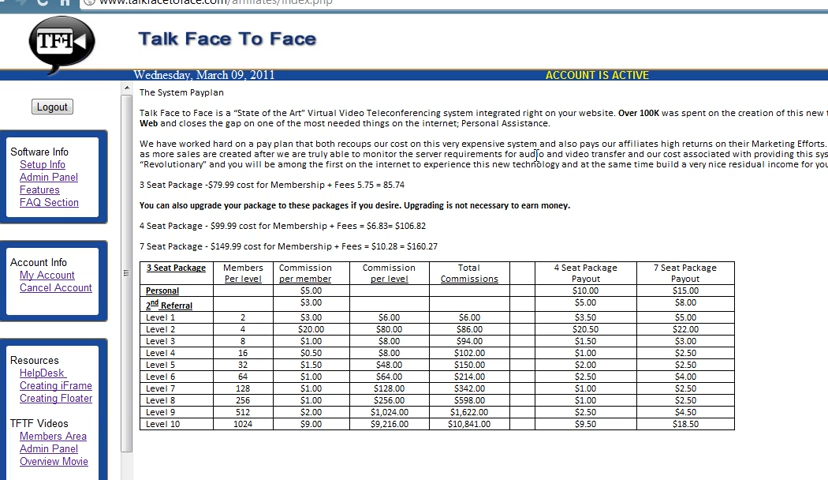 www.talkfacetoface.com/affiliates/index.php
TFF
Talk Face To Face
Wednesday, March 09, 2011 ACCOUNT IS ACTIVE
Logout
Software Info
Setup Info
Admin Panel
Features
FAQ Section
Account Info
My Account
Cancel Account
Resources
HelpDesk
Creating iFrame
Creating Floater
TFTF Videos
Members Area
Admin Panel
Overview Movie
The System Payplan
Talk Face to Face is a “State of the Art” Virtual Video Teleconferencing system integrated right on your website. Over 100K was spent on the creation of this new
Web and closes the gap on one of the most needed things on the internet; Personal Assistance.
We have worked hard on a pay plan that both recoups our cost on this very expensive system and also pays our affiliates high returns on their Marketing Efforts.
as more sales are created after we are truly able to monitor the server requirements for audio and video transfer and our cost associated with providing this
“Revolutionary” and you will be among the first on the internet to experience this new technology and at the same time build a very nice residual income for
3 Seat Package -$79.99 cost for Membership + Fees 5.75 = 85.74
You can also upgrade your package to these packages if you desire. Upgrading is not necessary to earn money.
4 Seat Package - $99.99 cost for Membership + Fees = $6.83= $106.82
7 Seat Package - $149.99 cost for Membership + Fees = $10.28 = $160.27
3 Seat Package Members Commission Commission Total 4 Seat Package 7 Seat Package
Per level per member per level Commissions Payout Payout
Personal $5.00 $10.00 $15.00
2nd Referral $3.00 $5.00 $8.00
Level 1 2 $3.00 $6.00 $6.00 $3.50 $5.00
Level 2 4 $20.00 $80.00 $86.00 $20.50 $22.00
Level 3 8 $1.00 $8.00 $94.00 $1.50 $3.00
Level 4 16 $0.50 $8.00 $102.00 $1.00 $2.50
Level 5 32 $1.50 $48.00 $150.00 $2.00 $2.50
Level 6 64 $1.00 $64.00 $214.00 $2.50 $4.00
Level 7 128 $1.00 $128.00 $342.00 $1.00 $2.50
Level 8 256 $1.00 $256.00 $598.00 $1.00 $2.50
Level 9 512 $2.00 $1,024.00 $1,622.00 $2.50 $4.50
Level 10 1024 $9.00 $9,216.00 $10,841.00 $9.50 $18.50